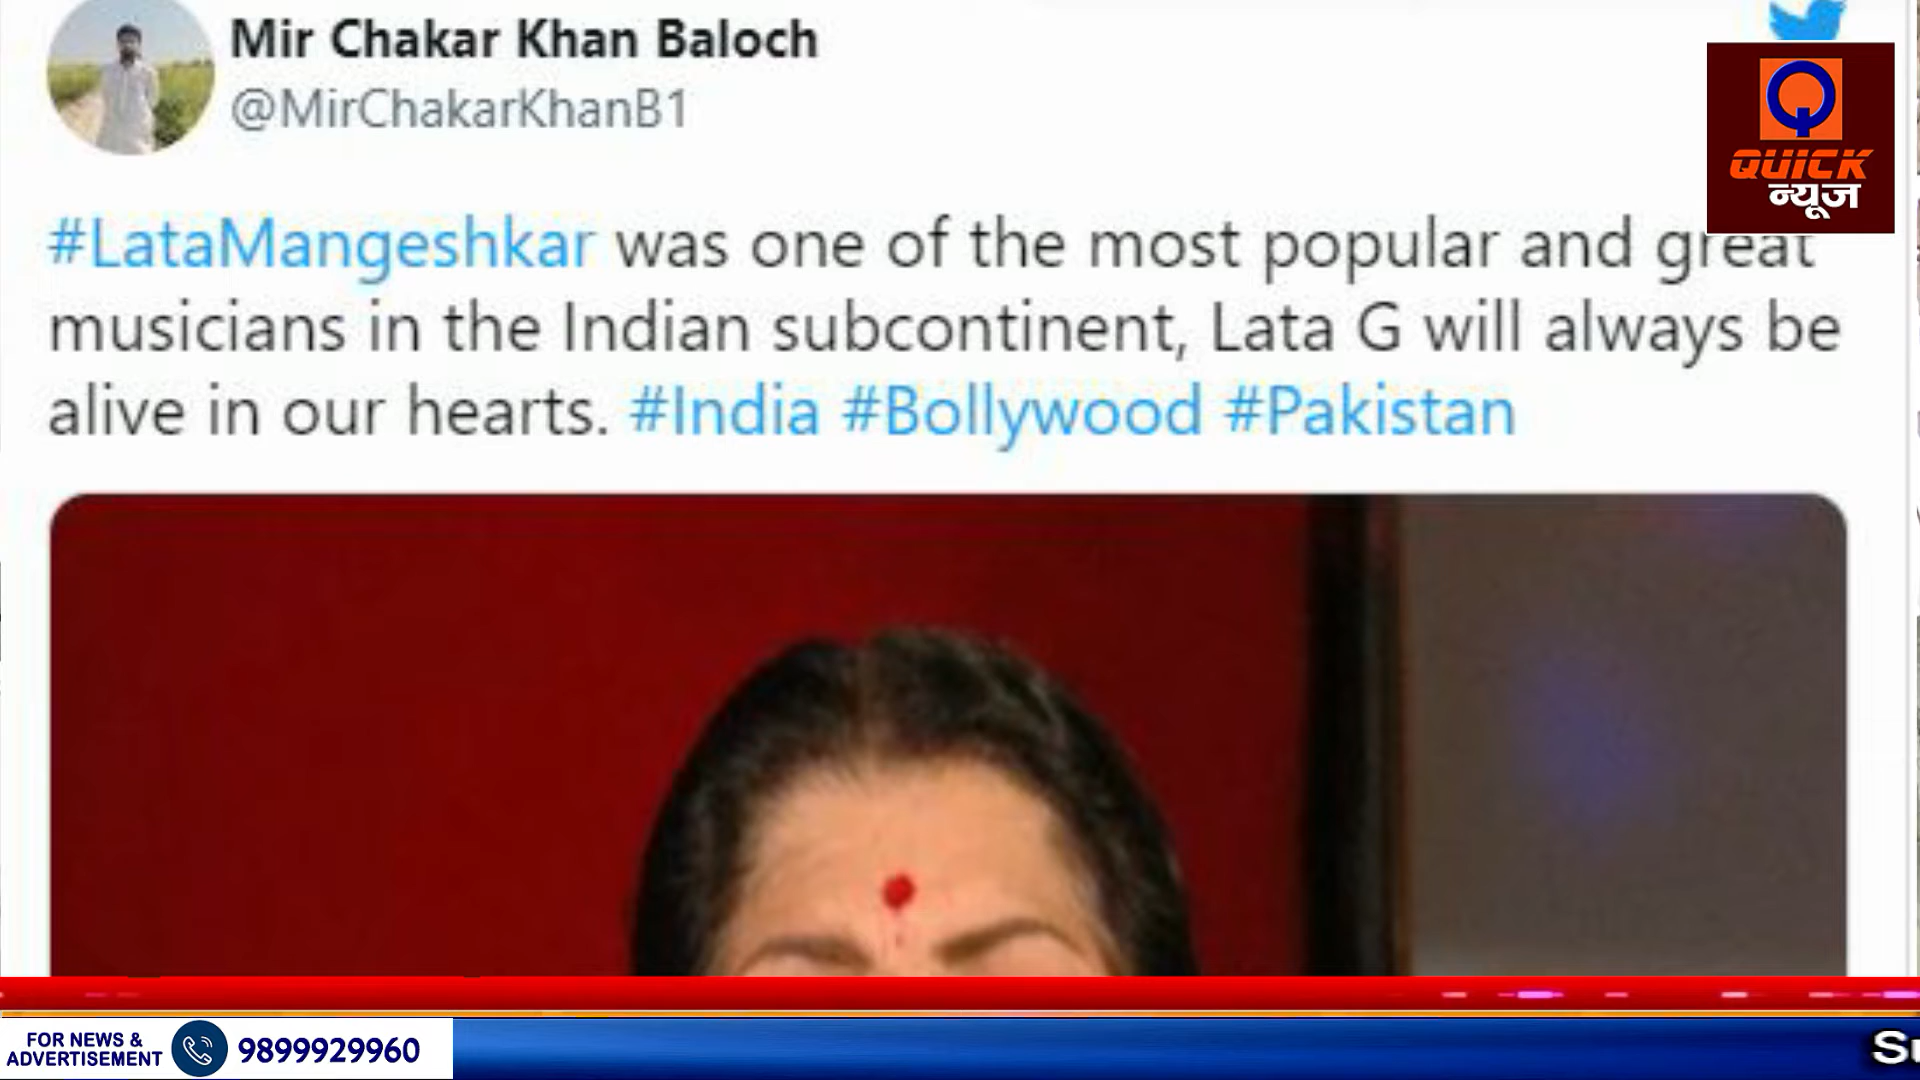 Mir Chakar Khan Baloch
@MirChakarKhanB1
QUICK
न्यूज
#LataMangeshkar was one of the most popular and great
musicians in the Indian subcontinent, Lata G will always be
alive in our hearts. #India #Bollywood #Pakistan
FOR NEWS &
ADVERTISEMENT
9899929960